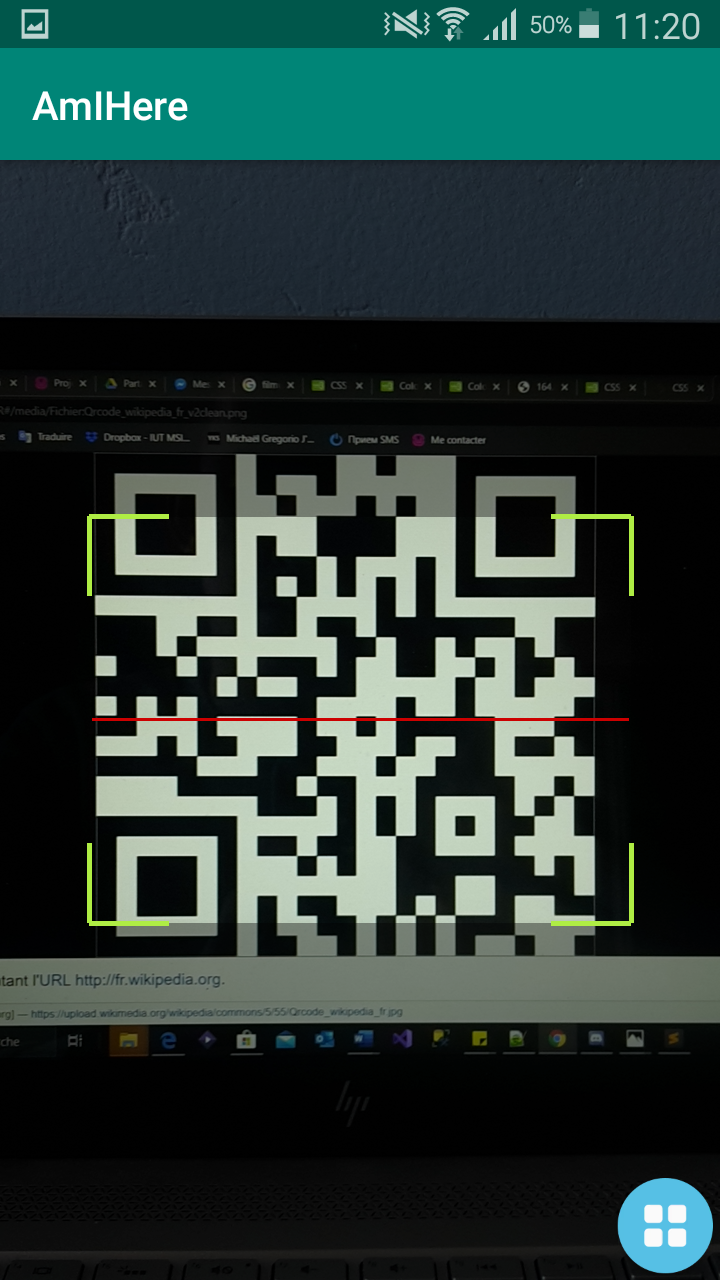 50% 11:20
AmIHere
Proj Part Mes film CSS Cold Cold 164 CSS CSS
R#/media/Fichier:Qrcode_wikipedia_fr_v2clean.png
s Traduire Dropbox - IUT MSI... Michaël Gregorio J'... Прием SMS Me contacter
tant l'URL http://fr.wikipedia.org.
rg] — https://upload.wikimedia.org/wikipedia/commons/5/55/Qrcode_wikipedia_fr.jpg
che
hp